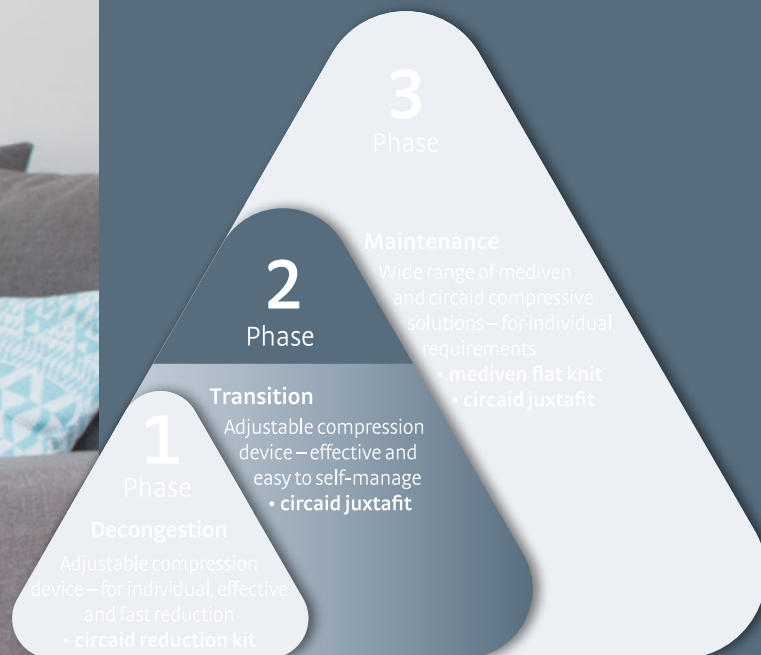 1
Phase
Decongestion
Adjustable compression
device – for individual, effective
and fast reduction
• circaid reduction kit
2
Phase
Transition
Adjustable compression
device – effective and
easy to self-manage
• circaid juxtafit
3
Phase
Maintenance
Wide range of mediven
and circaid compressive
solutions – for individual
requirements
• mediven flat knit
• circaid juxtafit